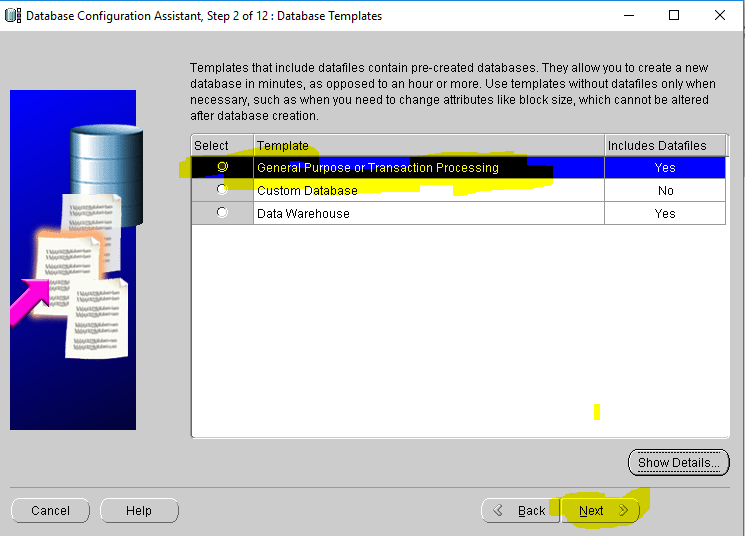 Database Configuration Assistant, Step 2 of 12 : Database Templates
Templates that include datafiles contain pre-created databases. They allow you to create a new
database in minutes, as opposed to an hour or more. Use templates without datafiles only when
necessary, such as when you need to change attributes like block size, which cannot be altered
after database creation.
Select Template Includes Datafiles
General Purpose or Transaction Processing Yes
Custom Database No
Data Warehouse Yes
Show Details...
Cancel Help Back Next